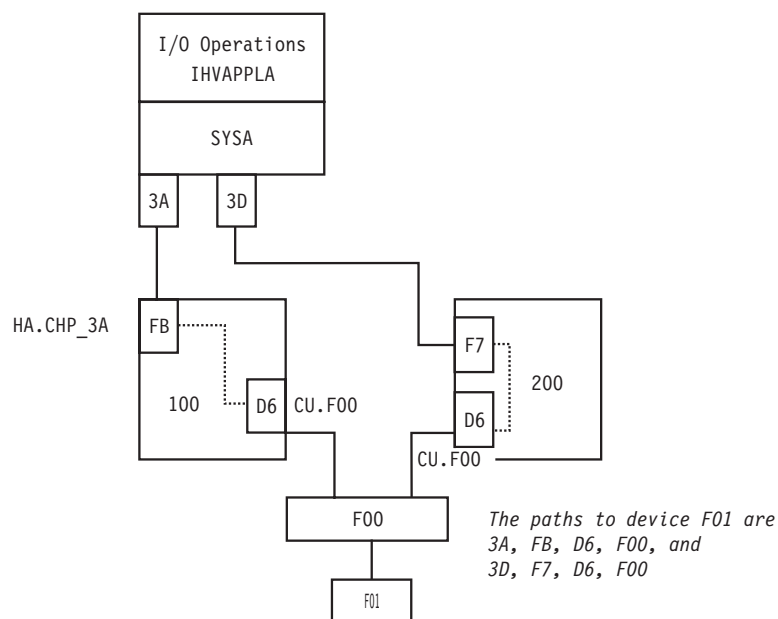 I/O Operations
IHVAPPLA
SYSA
3A
3D
HA.CHP_3A
FB
F7
100
D6
CU.F00
200
D6
CU.F00
F00
The paths to device F01 are
3A, FB, D6, F00, and
3D, F7, D6, F00
F01